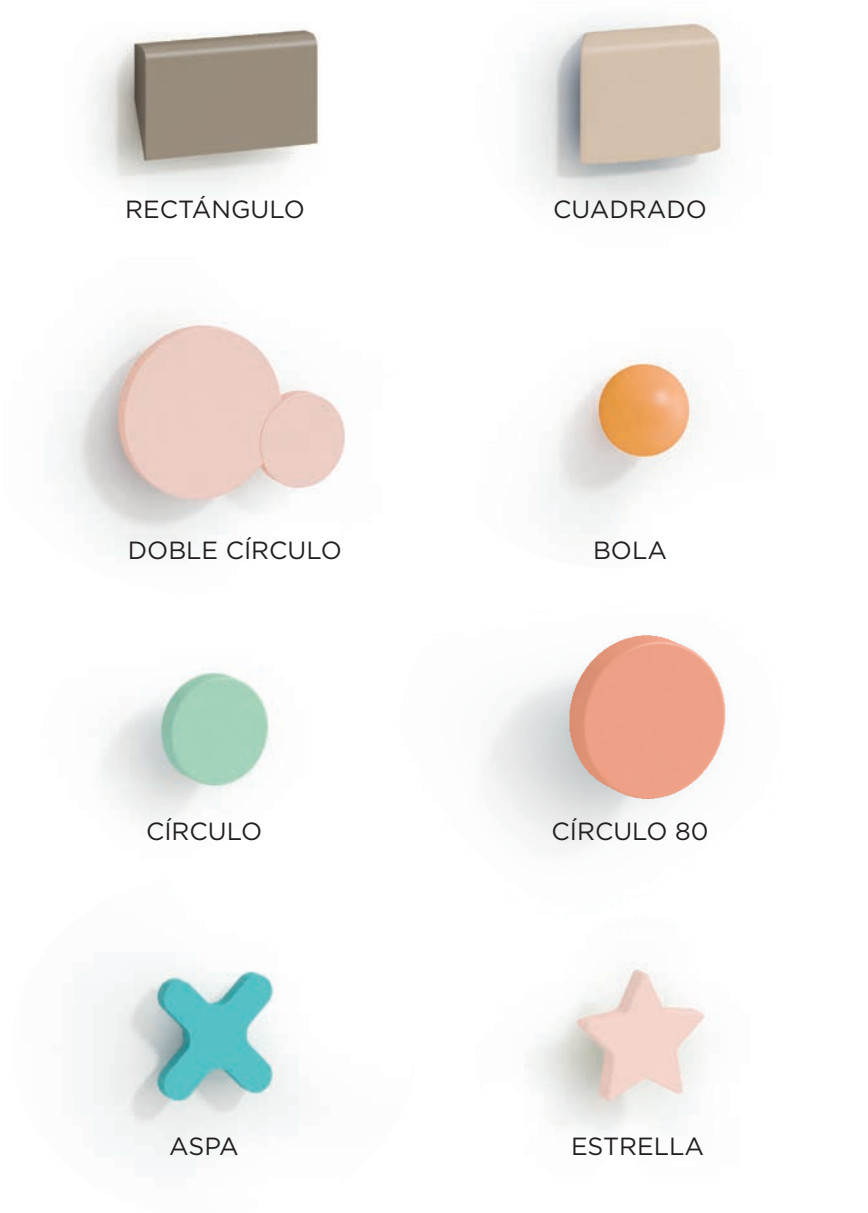 RECTÁNGULO
CUADRADO
DOBLE CÍRCULO
BOLA
CÍRCULO
CÍRCULO 80
ASPA
ESTRELLA